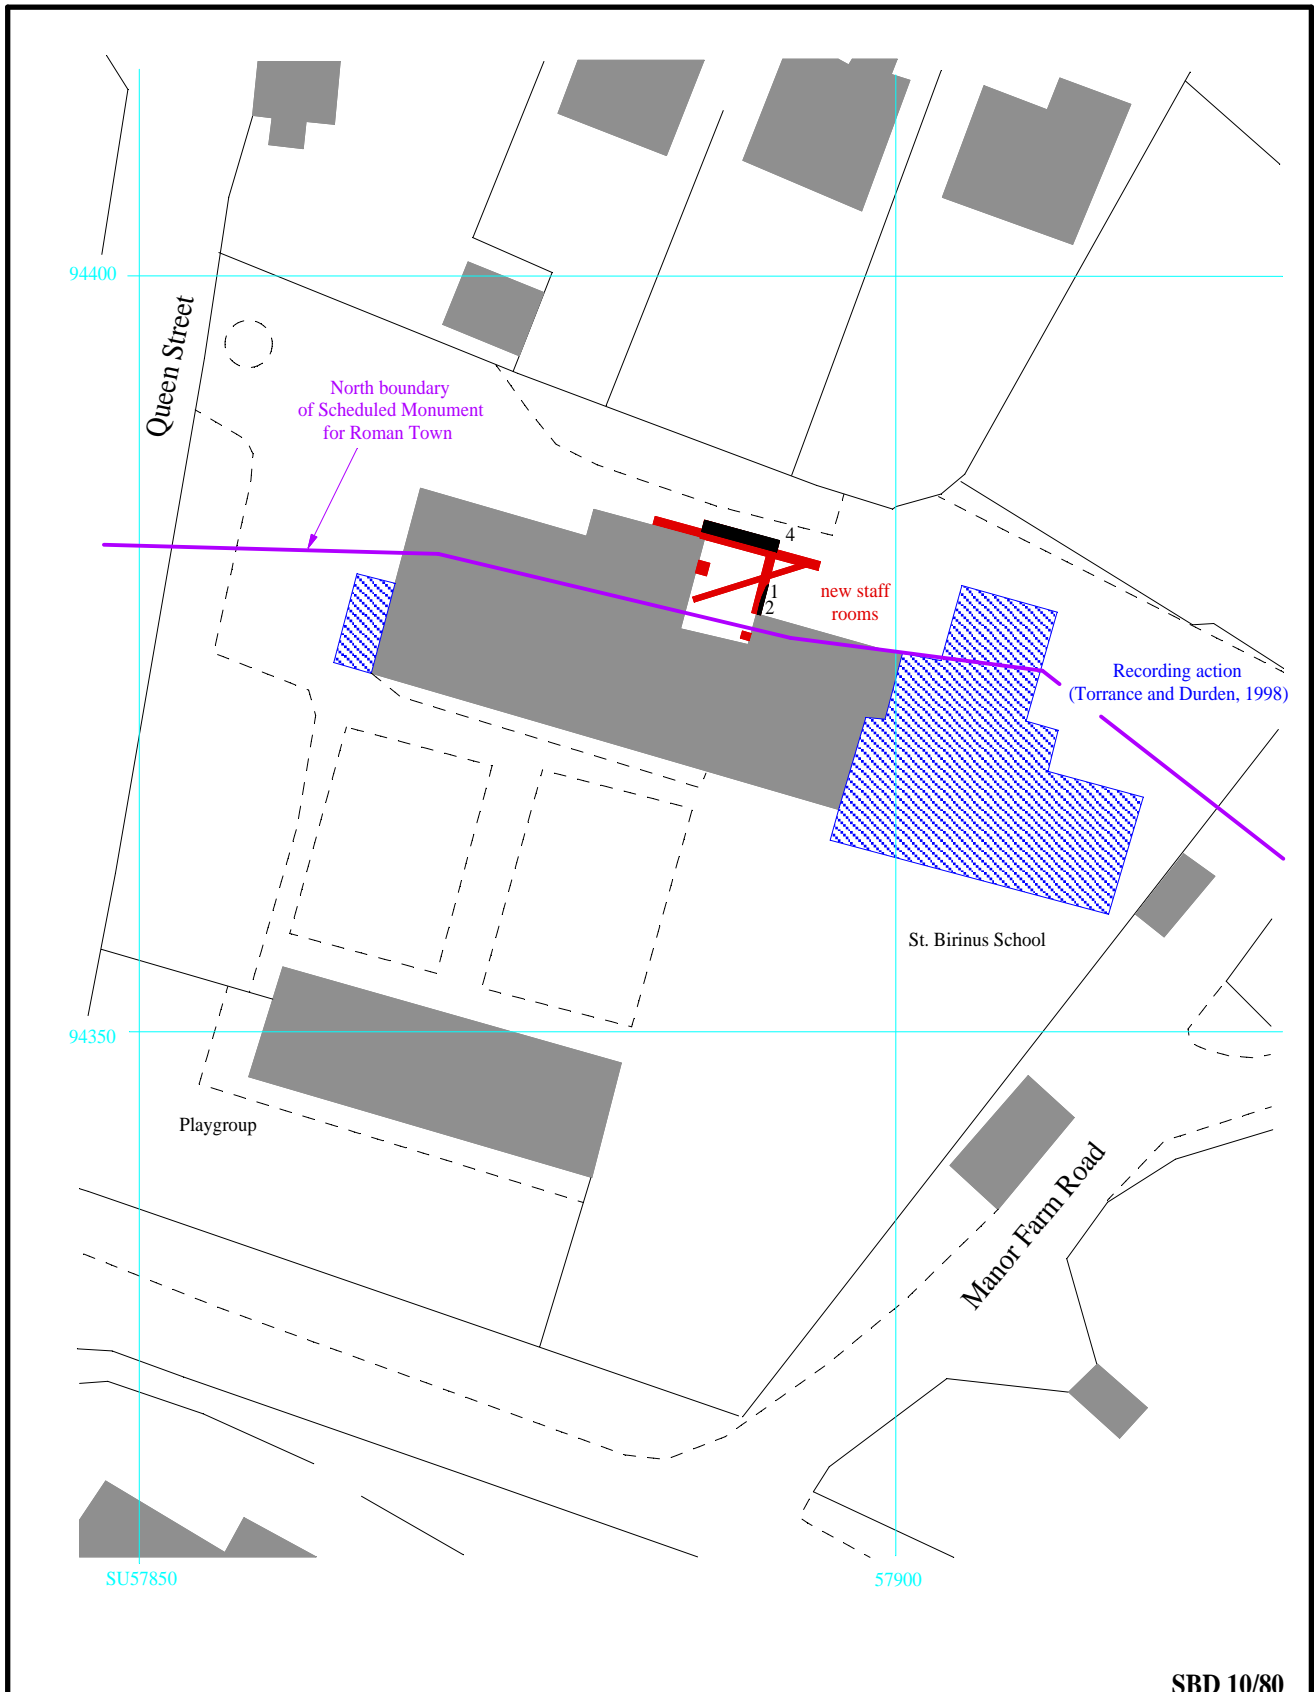 94400
Queen Street
North boundary
of Scheduled Monument
for Roman Town
4
1
2
new staff
rooms
Recording action
(Torrance and Durden, 1998)
St. Birinus School
94350
Playgroup
Manor Farm Road
SU57850
57900
SBD 10/80